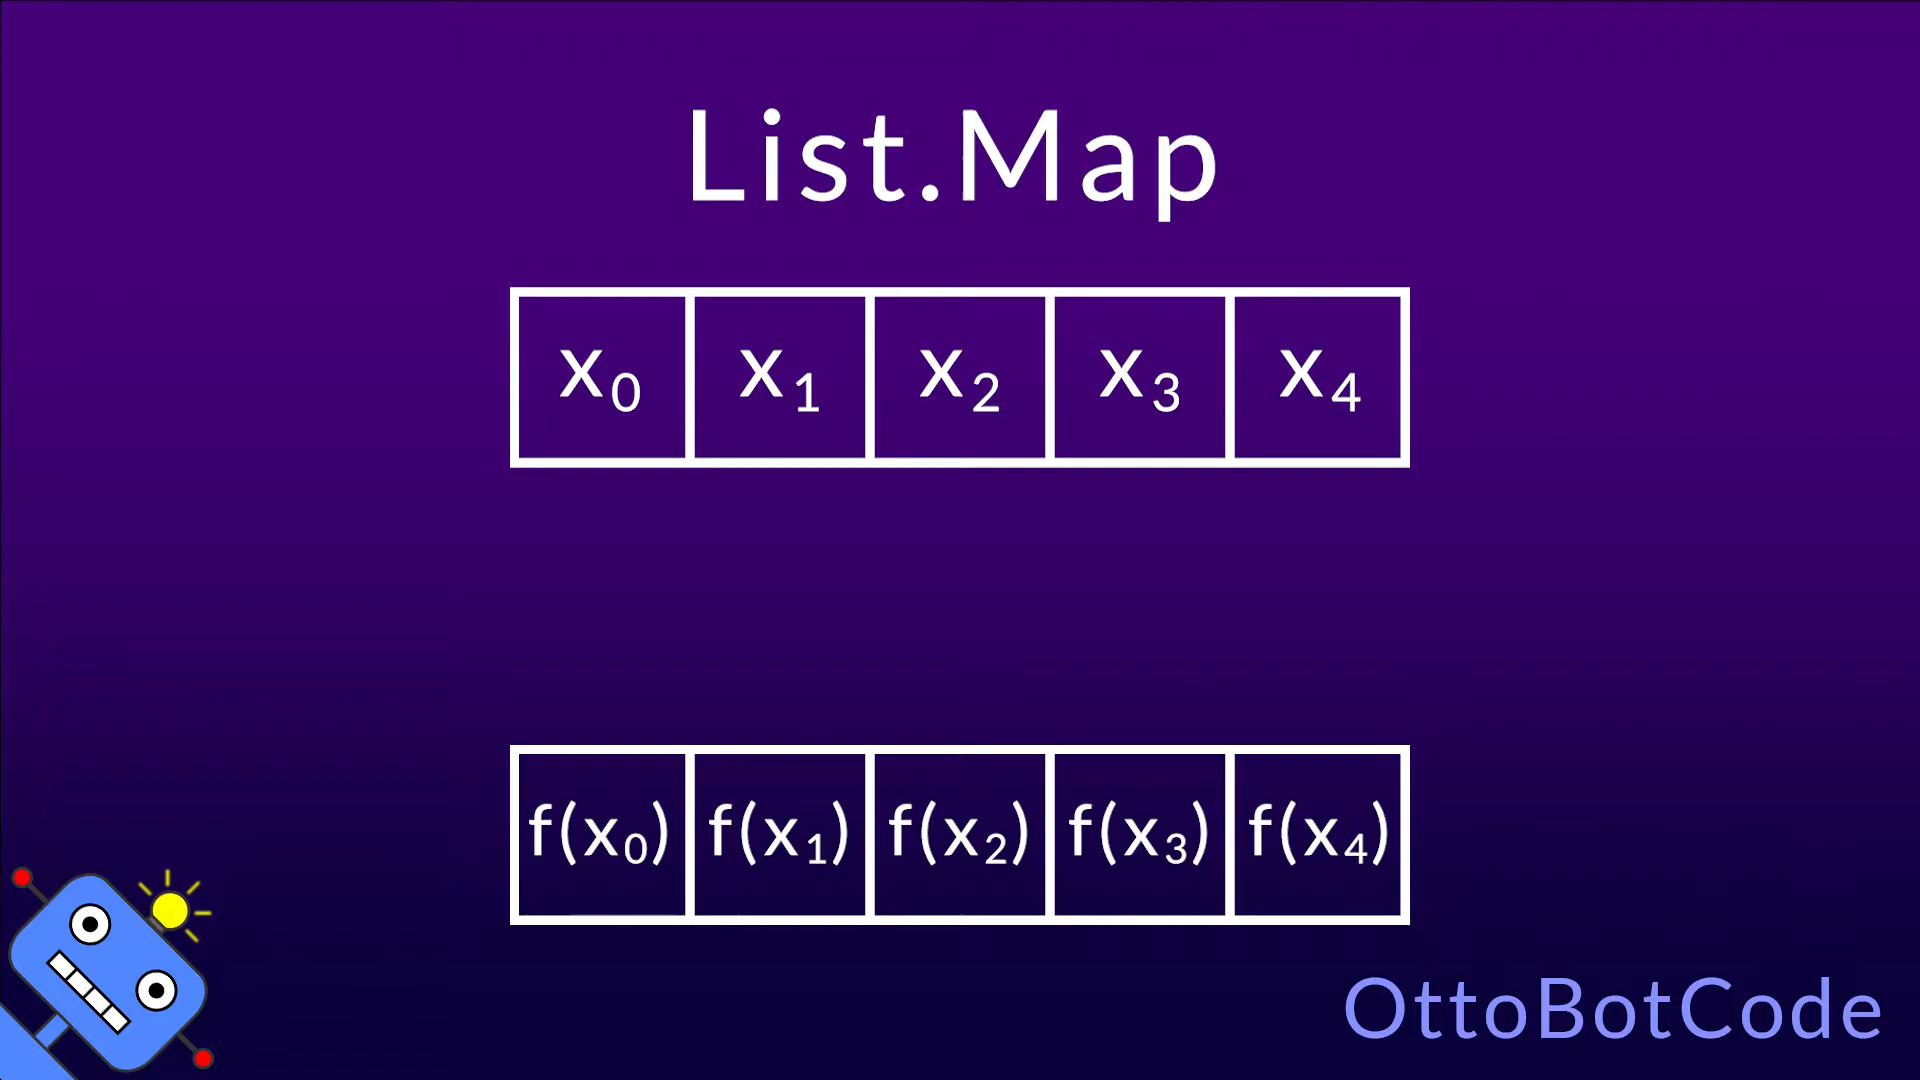 List.Map
x₀ x₁ x₂ x₃ x₄
f(x₀) f(x₁) f(x₂) f(x₃) f(x₄)
OttoBotCode